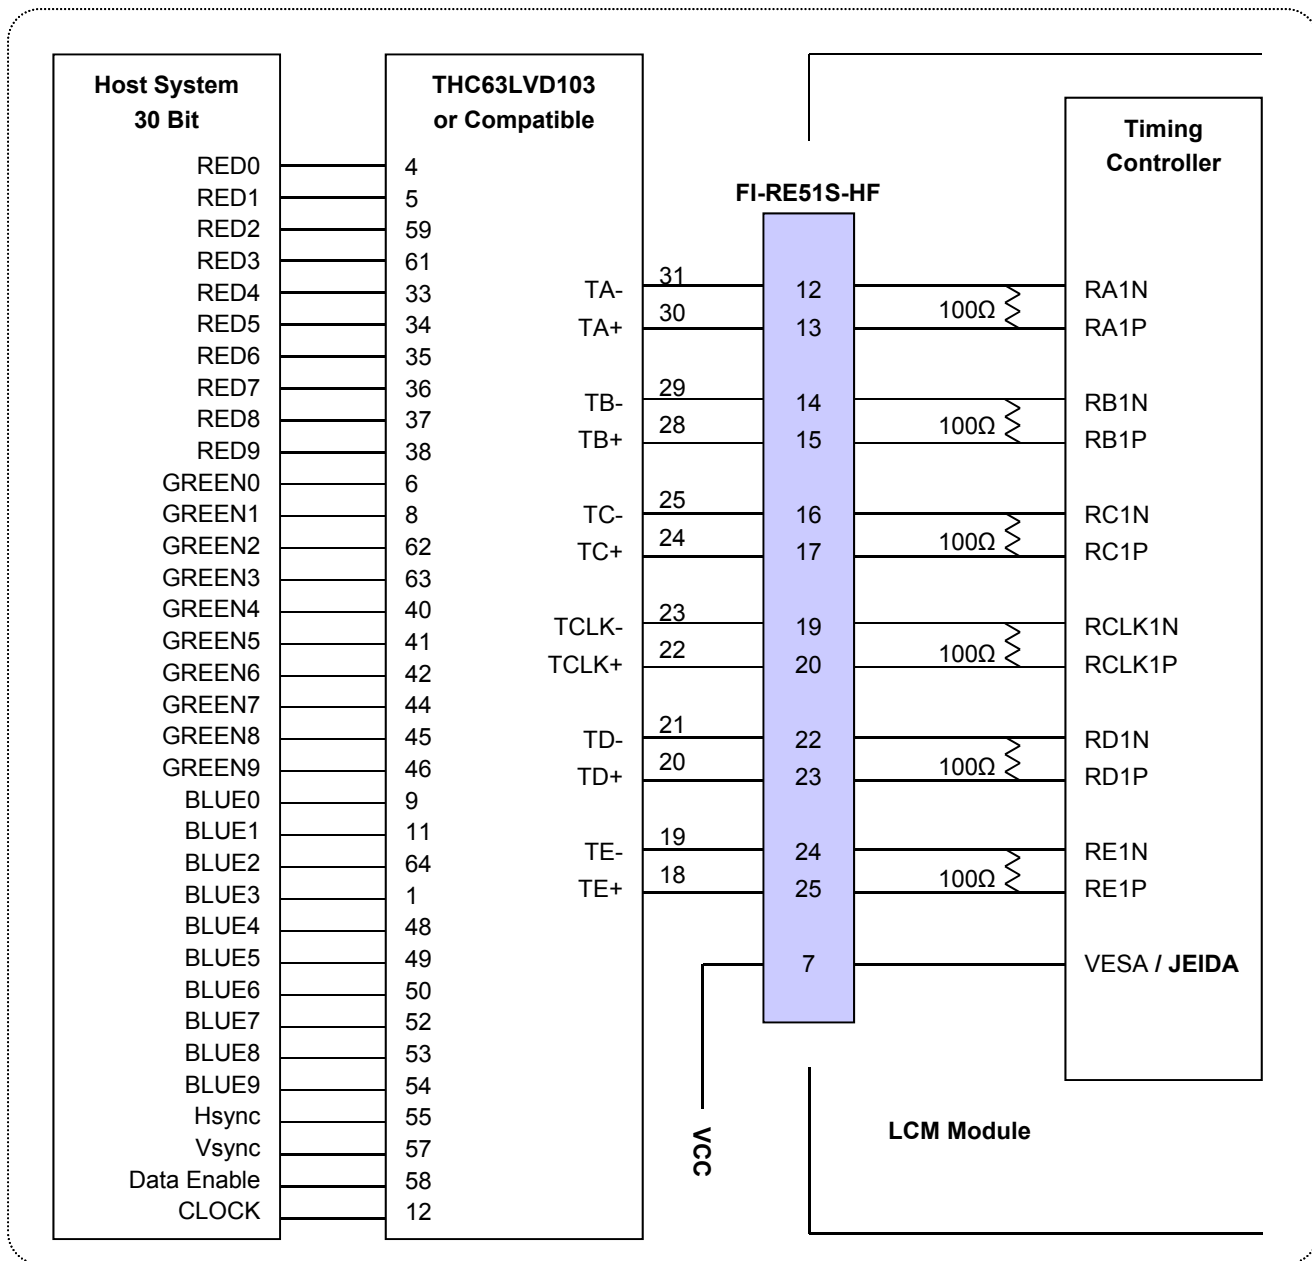 Host System
30 Bit
THC63LVD103
or Compatible
Timing
Controller
FI-RE51S-HF
RED0 4
RED1 5
RED2 59
RED3 61
RED4 33
RED5 34
RED6 35
RED7 36
RED8 37
RED9 38
GREEN0 6
GREEN1 8
GREEN2 62
GREEN3 63
GREEN4 40
GREEN5 41
GREEN6 42
GREEN7 44
GREEN8 45
GREEN9 46
BLUE0 9
BLUE1 11
BLUE2 64
BLUE3 1
BLUE4 48
BLUE5 49
BLUE6 50
BLUE7 52
BLUE8 53
BLUE9 54
Hsync 55
Vsync 57
Data Enable 58
CLOCK 12
TA- 31 12 RA1N
100Ω
TA+ 30 13 RA1P
TB- 29 14 RB1N
100Ω
TB+ 28 15 RB1P
TC- 25 16 RC1N
100Ω
TC+ 24 17 RC1P
TCLK- 23 19 RCLK1N
100Ω
TCLK+ 22 20 RCLK1P
TD- 21 22 RD1N
100Ω
TD+ 20 23 RD1P
TE- 19 24 RE1N
100Ω
TE+ 18 25 RE1P
7 VESA / JEIDA
VCC
LCM Module